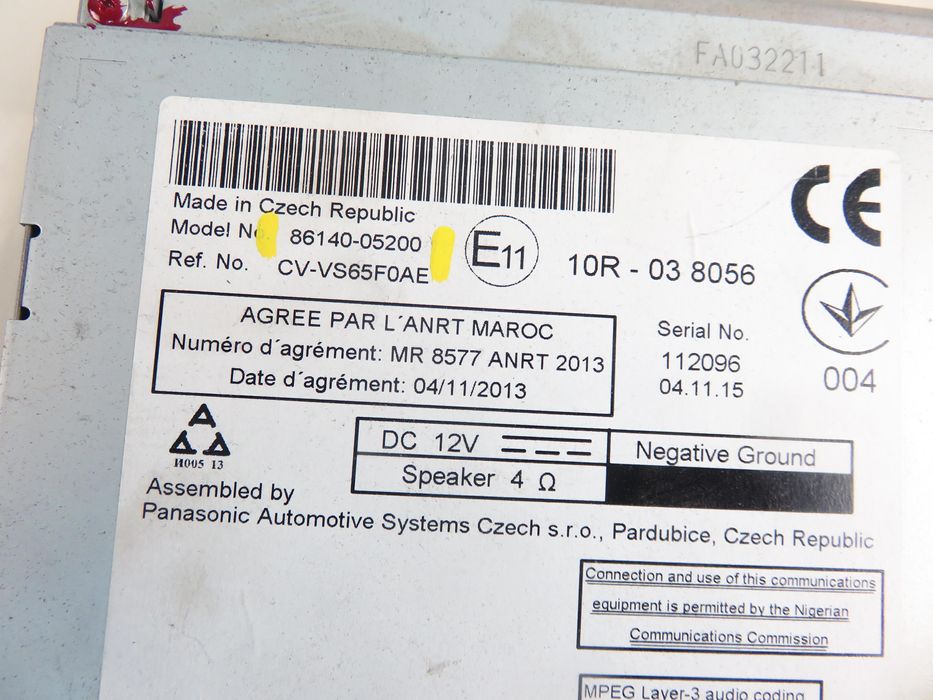 FA032211
CE
Made in Czech Republic
Model No. 86140-05200
Ref. No. CV-VS65F0AE
E11
10R - 03 8056
AGREE PAR L´ANRT MAROC
Numéro d´agrément: MR 8577 ANRT 2013
Date d´agrément: 04/11/2013
Serial No.
112096
04.11.15
004
И005 13
DC 12V
Negative Ground
Speaker 4 Ω
Assembled by
Panasonic Automotive Systems Czech s.r.o., Pardubice, Czech Republic
Connection and use of this communications
equipment is permitted by the Nigerian
Communications Commission
MPEG Layer-3 audio coding